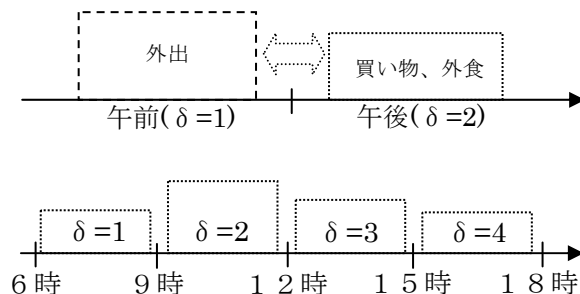 外出
買い物、外食
午前(δ=1)
午後(δ=2)
δ=1
δ=2
δ=3
δ=4
6時
9時
12時
15時
18時